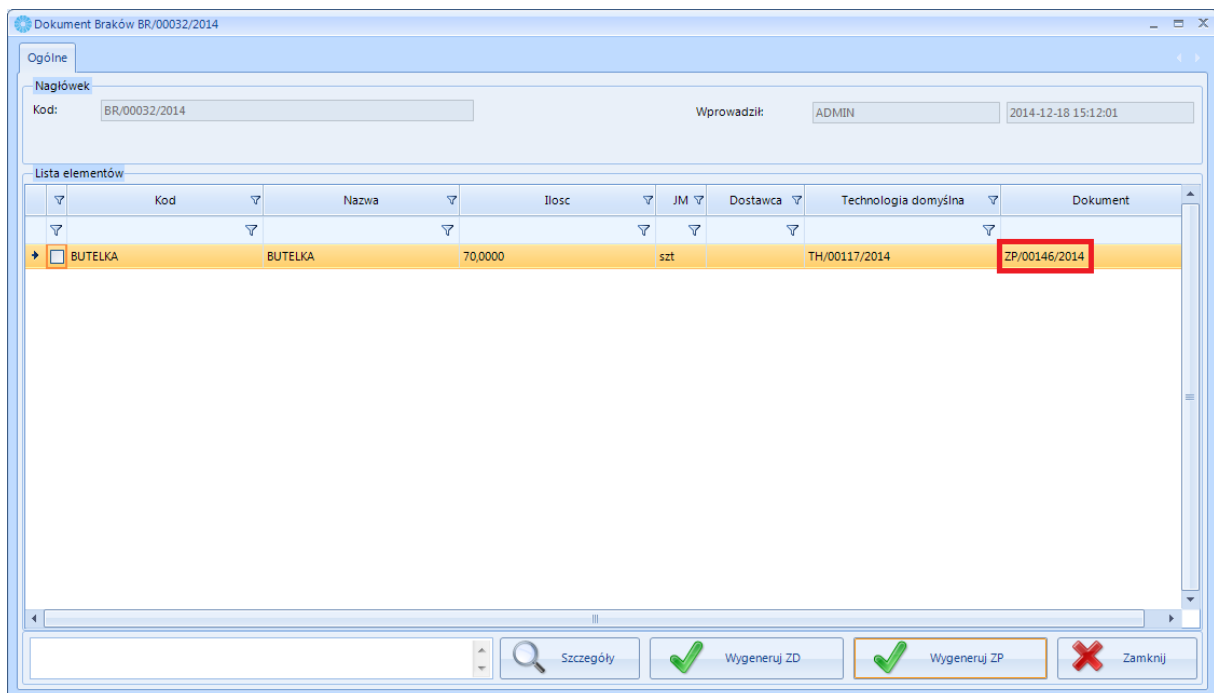 Dokument Braków BR/00032/2014
Ogólne
Nagłówek
Kod: BR/00032/2014 Wprowadził: ADMIN 2014-12-18 15:12:01
Lista elementów
Kod Nazwa Ilosc JM Dostawca Technologia domyślna Dokument
BUTELKA BUTELKA 70,0000 szt TH/00117/2014 ZP/00146/2014
Szczegóły Wygeneruj ZD Wygeneruj ZP Zamknij